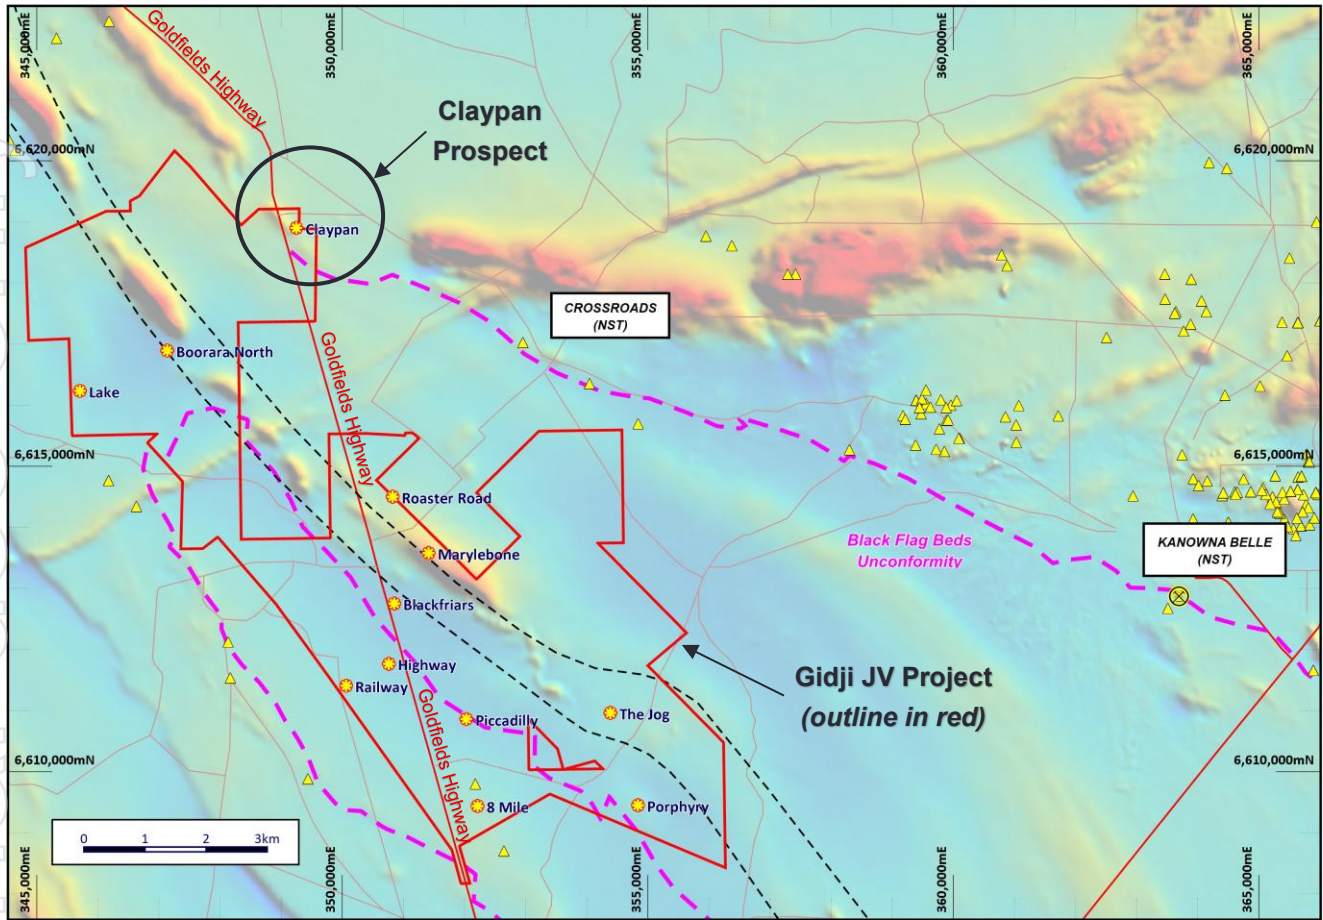 345,000mE
350,000mE
355,000mE
360,000mE
365,000mE
Goldfields Highway
Claypan
Prospect
6,620,000mN
6,620,000mN
Claypan
CROSSROADS
(NST)
Goldfields Highway
Boorara North
Lake
6,615,000mN
6,615,000mN
Roaster Road
Black Flag Beds
Unconformity
KANOWNA BELLE
(NST)
Marylebone
Blackfriars
Highway
Railway
Gidji JV Project
(outline in red)
Goldfields Highway
Piccadilly
The Jog
6,610,000mN
6,610,000mN
8 Mile
Porphyry
0 1 2 3km
345,000mE
350,000mE
355,000mE
360,000mE
365,000mE